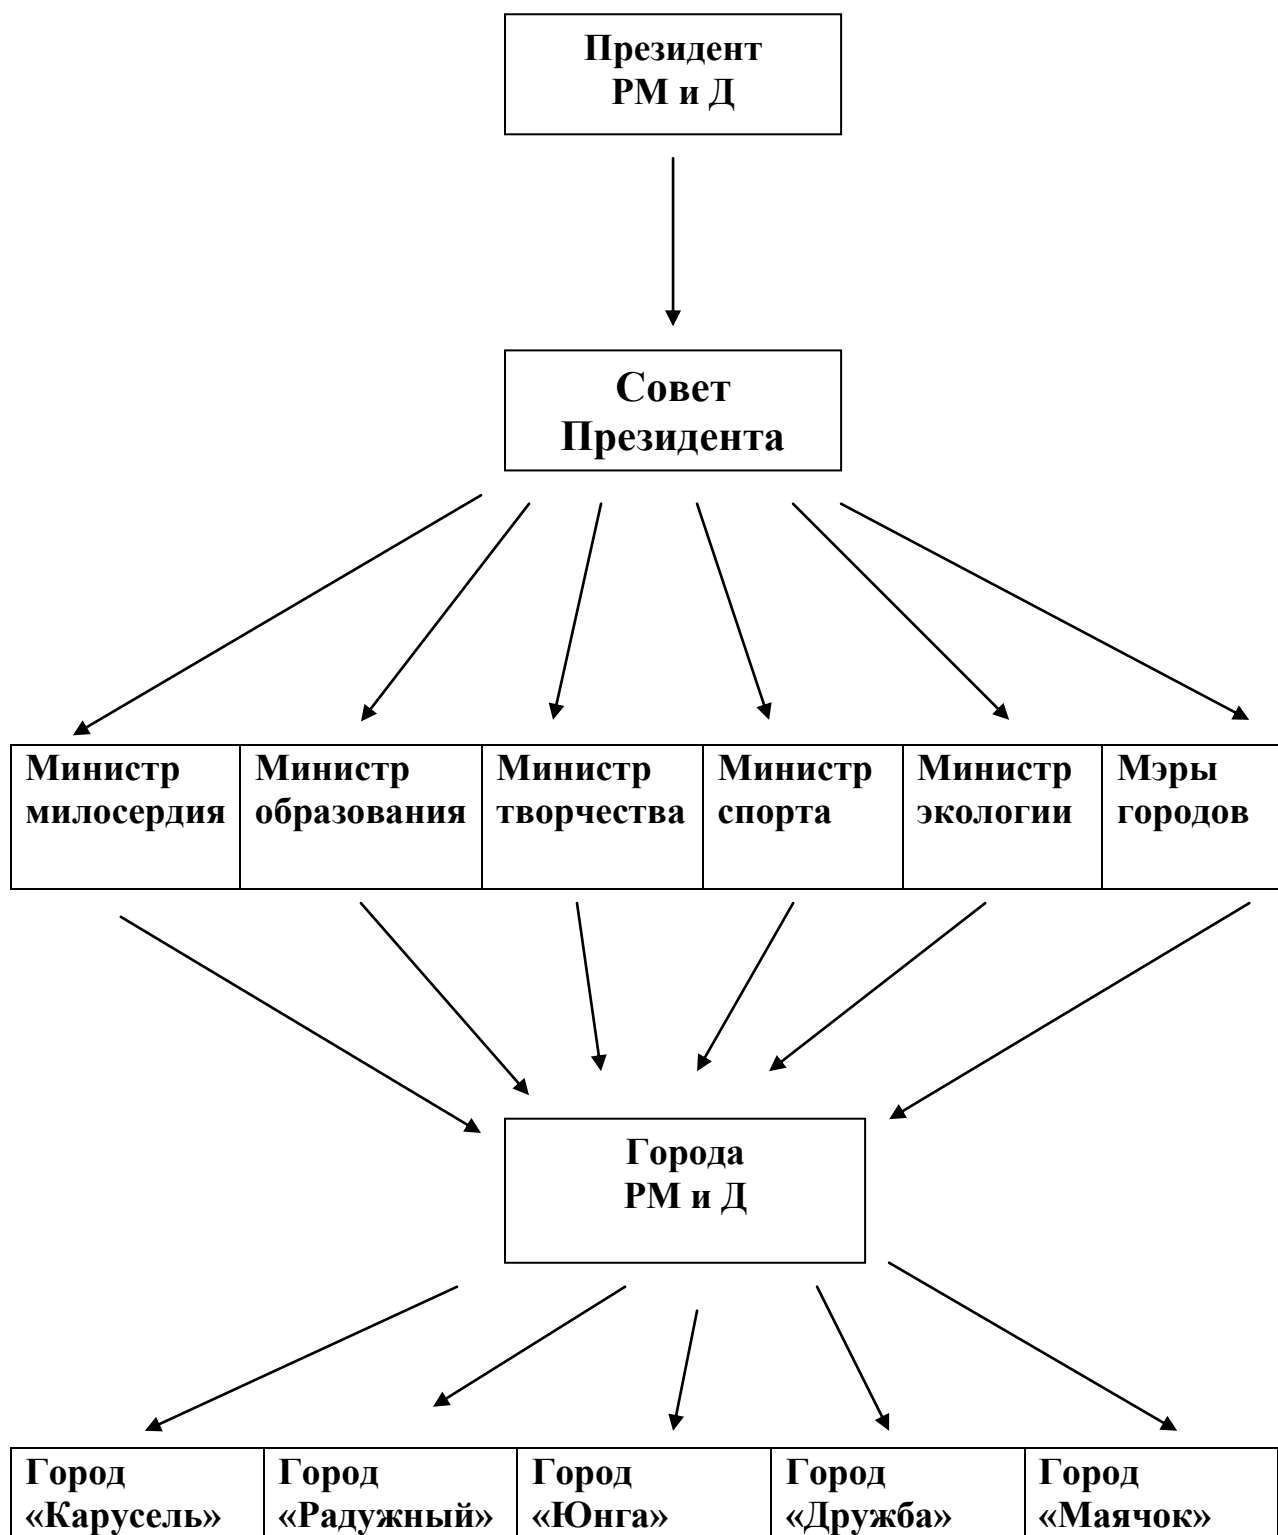 Президент
РМ и Д
Совет
Президента
Министр
милосердия
Министр
образования
Министр
творчества
Министр
спорта
Министр
экологии
Мэры
городов
Города
РМ и Д
Город
«Карусель»
Город
«Радужный»
Город
«Юнга»
Город
«Дружба»
Город
«Маячок»